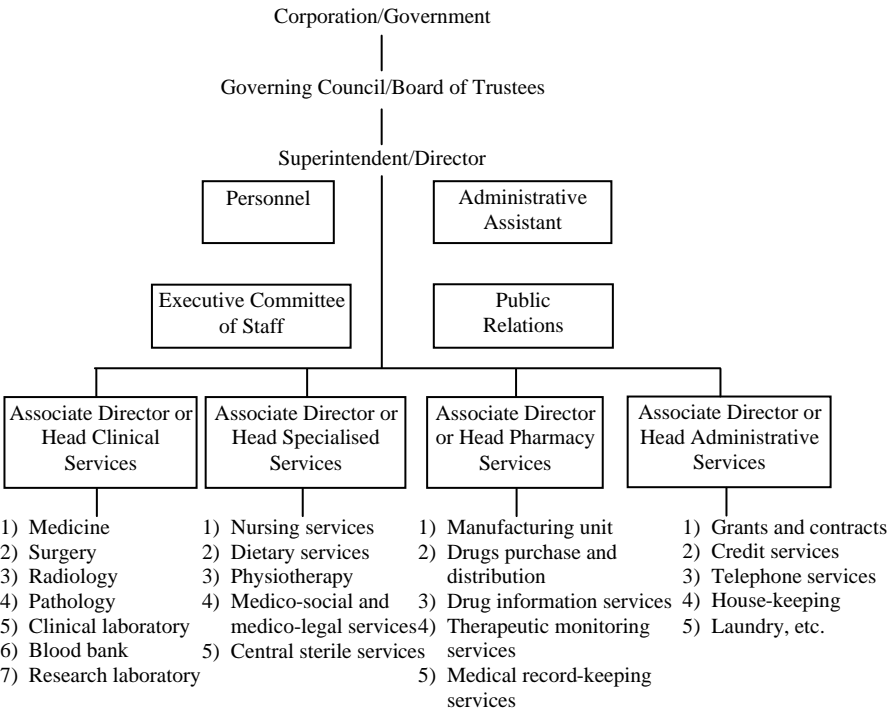 Corporation/Government
Governing Council/Board of Trustees
Superintendent/Director
Personnel
Administrative
Assistant
Executive Committee
of Staff
Public
Relations
Associate Director or
Head Clinical
Services
1) Medicine
2) Surgery
3) Radiology
4) Pathology
5) Clinical laboratory
6) Blood bank
7) Research laboratory
Associate Director or
Head Specialised
Services
1) Nursing services
2) Dietary services
3) Physiotherapy
4) Medico-social and
medico-legal services
5) Central sterile services
Associate Director
or Head Pharmacy
Services
1) Manufacturing unit
2) Drugs purchase and
distribution
3) Drug information services
4) Therapeutic monitoring
services
5) Medical record-keeping
services
Associate Director or
Head Administrative
Services
1) Grants and contracts
2) Credit services
3) Telephone services
4) House-keeping
5) Laundry, etc.